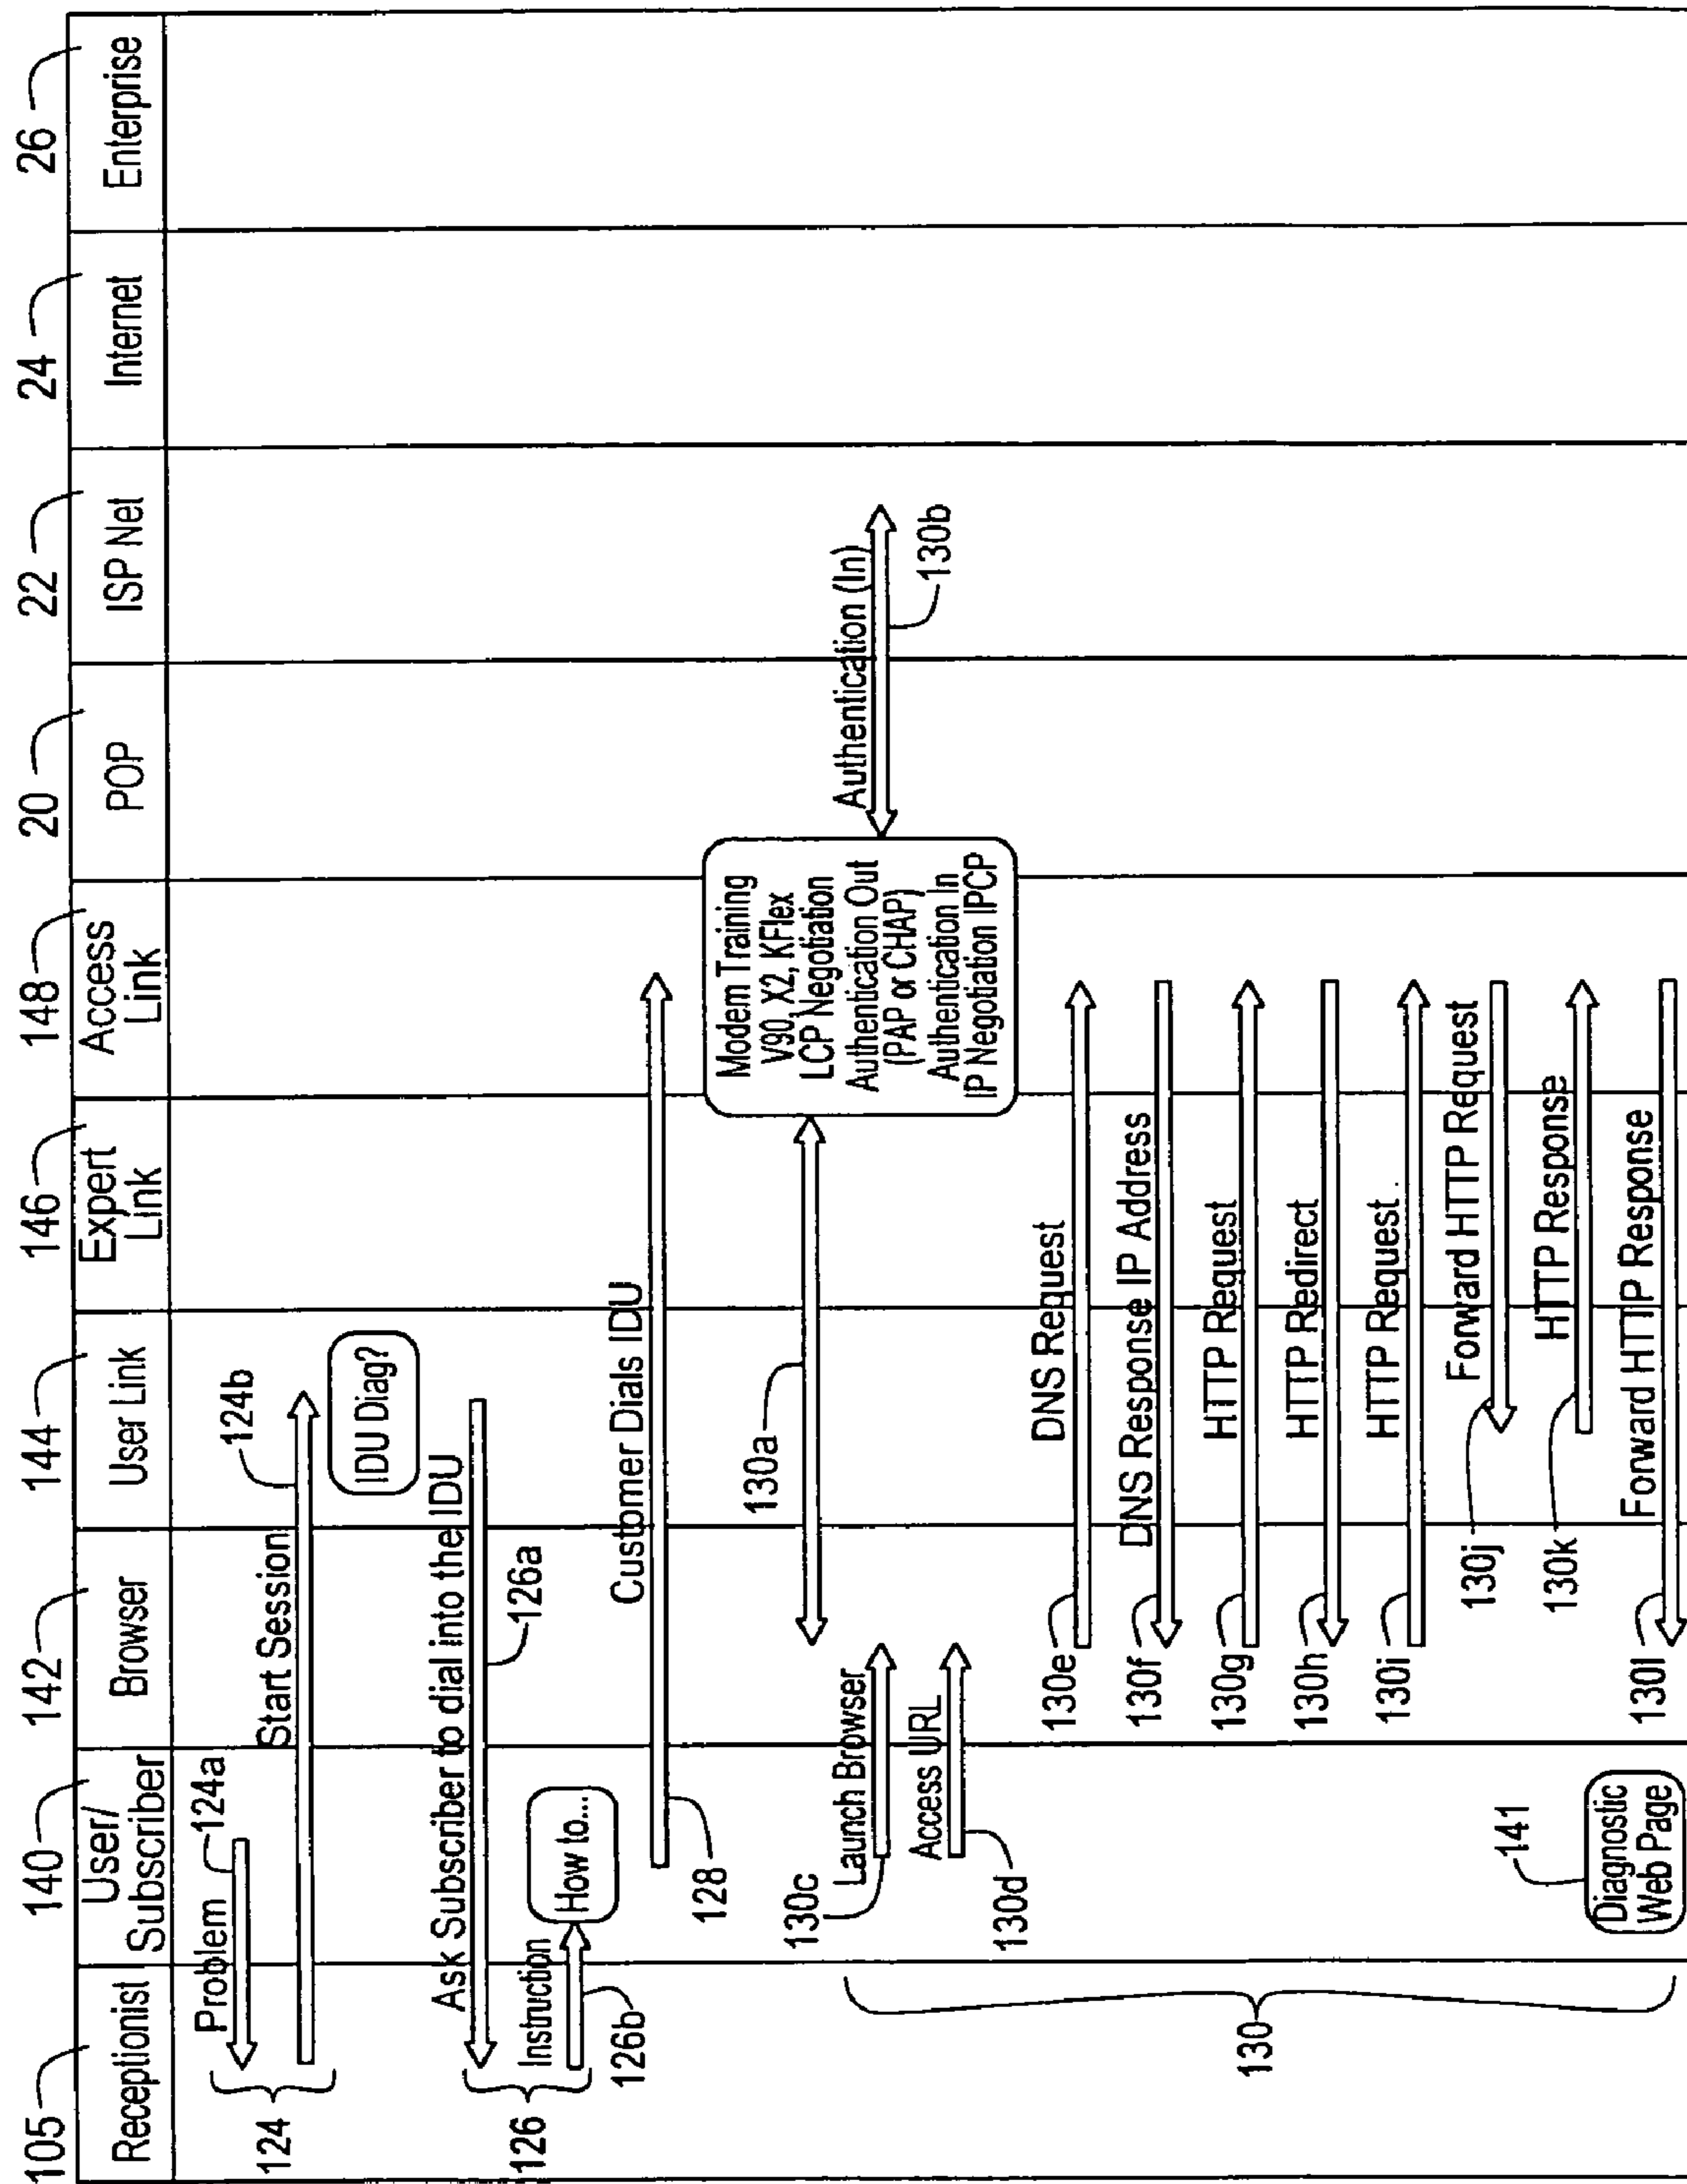 105
140
142
144
146
148
20
22
24
26
Receptionist
User/
Subscriber
Browser
User Link
Expert
Link
Access
Link
POP
ISP Net
Internet
Enterprise
124
Problem
124a
Start Session
124b
IDU Diag?
126
Ask Subscriber to dial into the IDU
126a
Instruction
126b
How to...
Customer Dials IDU
128
130a
Modem Training
V90, X2, KFlex
LCP Negotiation
Authentication Out
(PAP or CHAP)
Authentication In
IP Negotiation IPCP
Authentication (In)
130b
130
130c
Launch Browser
Access URL
130d
130e
DNS Request
130f
DNS Response IP Address
130g
HTTP Request
130h
HTTP Redirect
130i
HTTP Request
130j
Forward HTTP Request
130k
HTTP Response
130l
Forward HTTP Response
141
Diagnostic
Web Page